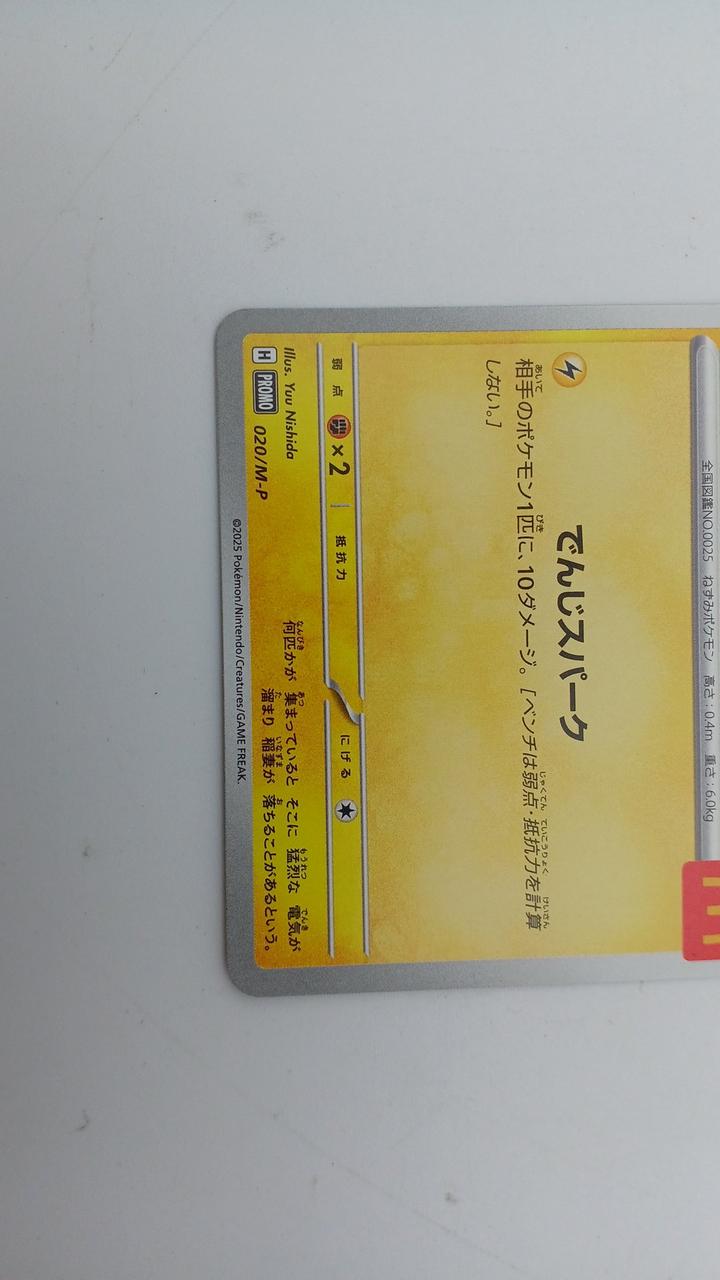 全国図鑑NO.0025 ねずみポケモン 高さ:0.4m 重さ:6.0kg
でんじスパーク
相手のポケモン1匹に、10ダメージ。[ベンチは弱点・抵抗力を計算
しない。]
弱点 ×2 抵抗力 にげる
Illus. Yuu Nishida
H PROMO 020/M-P
何匹かが 集まっていると そこに 猛烈な 電気が
溜まり 稲妻が 落ちることがあるという。
©2025 Pokémon/Nintendo/Creatures/GAME FREAK.